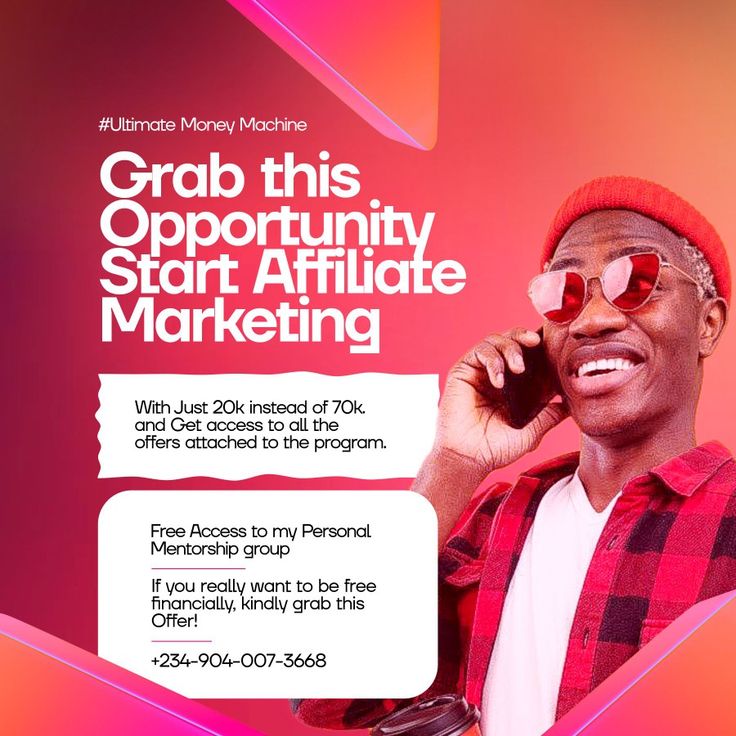 #Ultimate Money Machine
Grab this
Opportunity
Start Affiliate
Marketing
With Just 20k instead of 70k.
and Get access to all the
offers attached to the program.
Free Access to my Personal
Mentorship group
If you really want to be free
financially, kindly grab this
Offer!
+234-904-007-3668